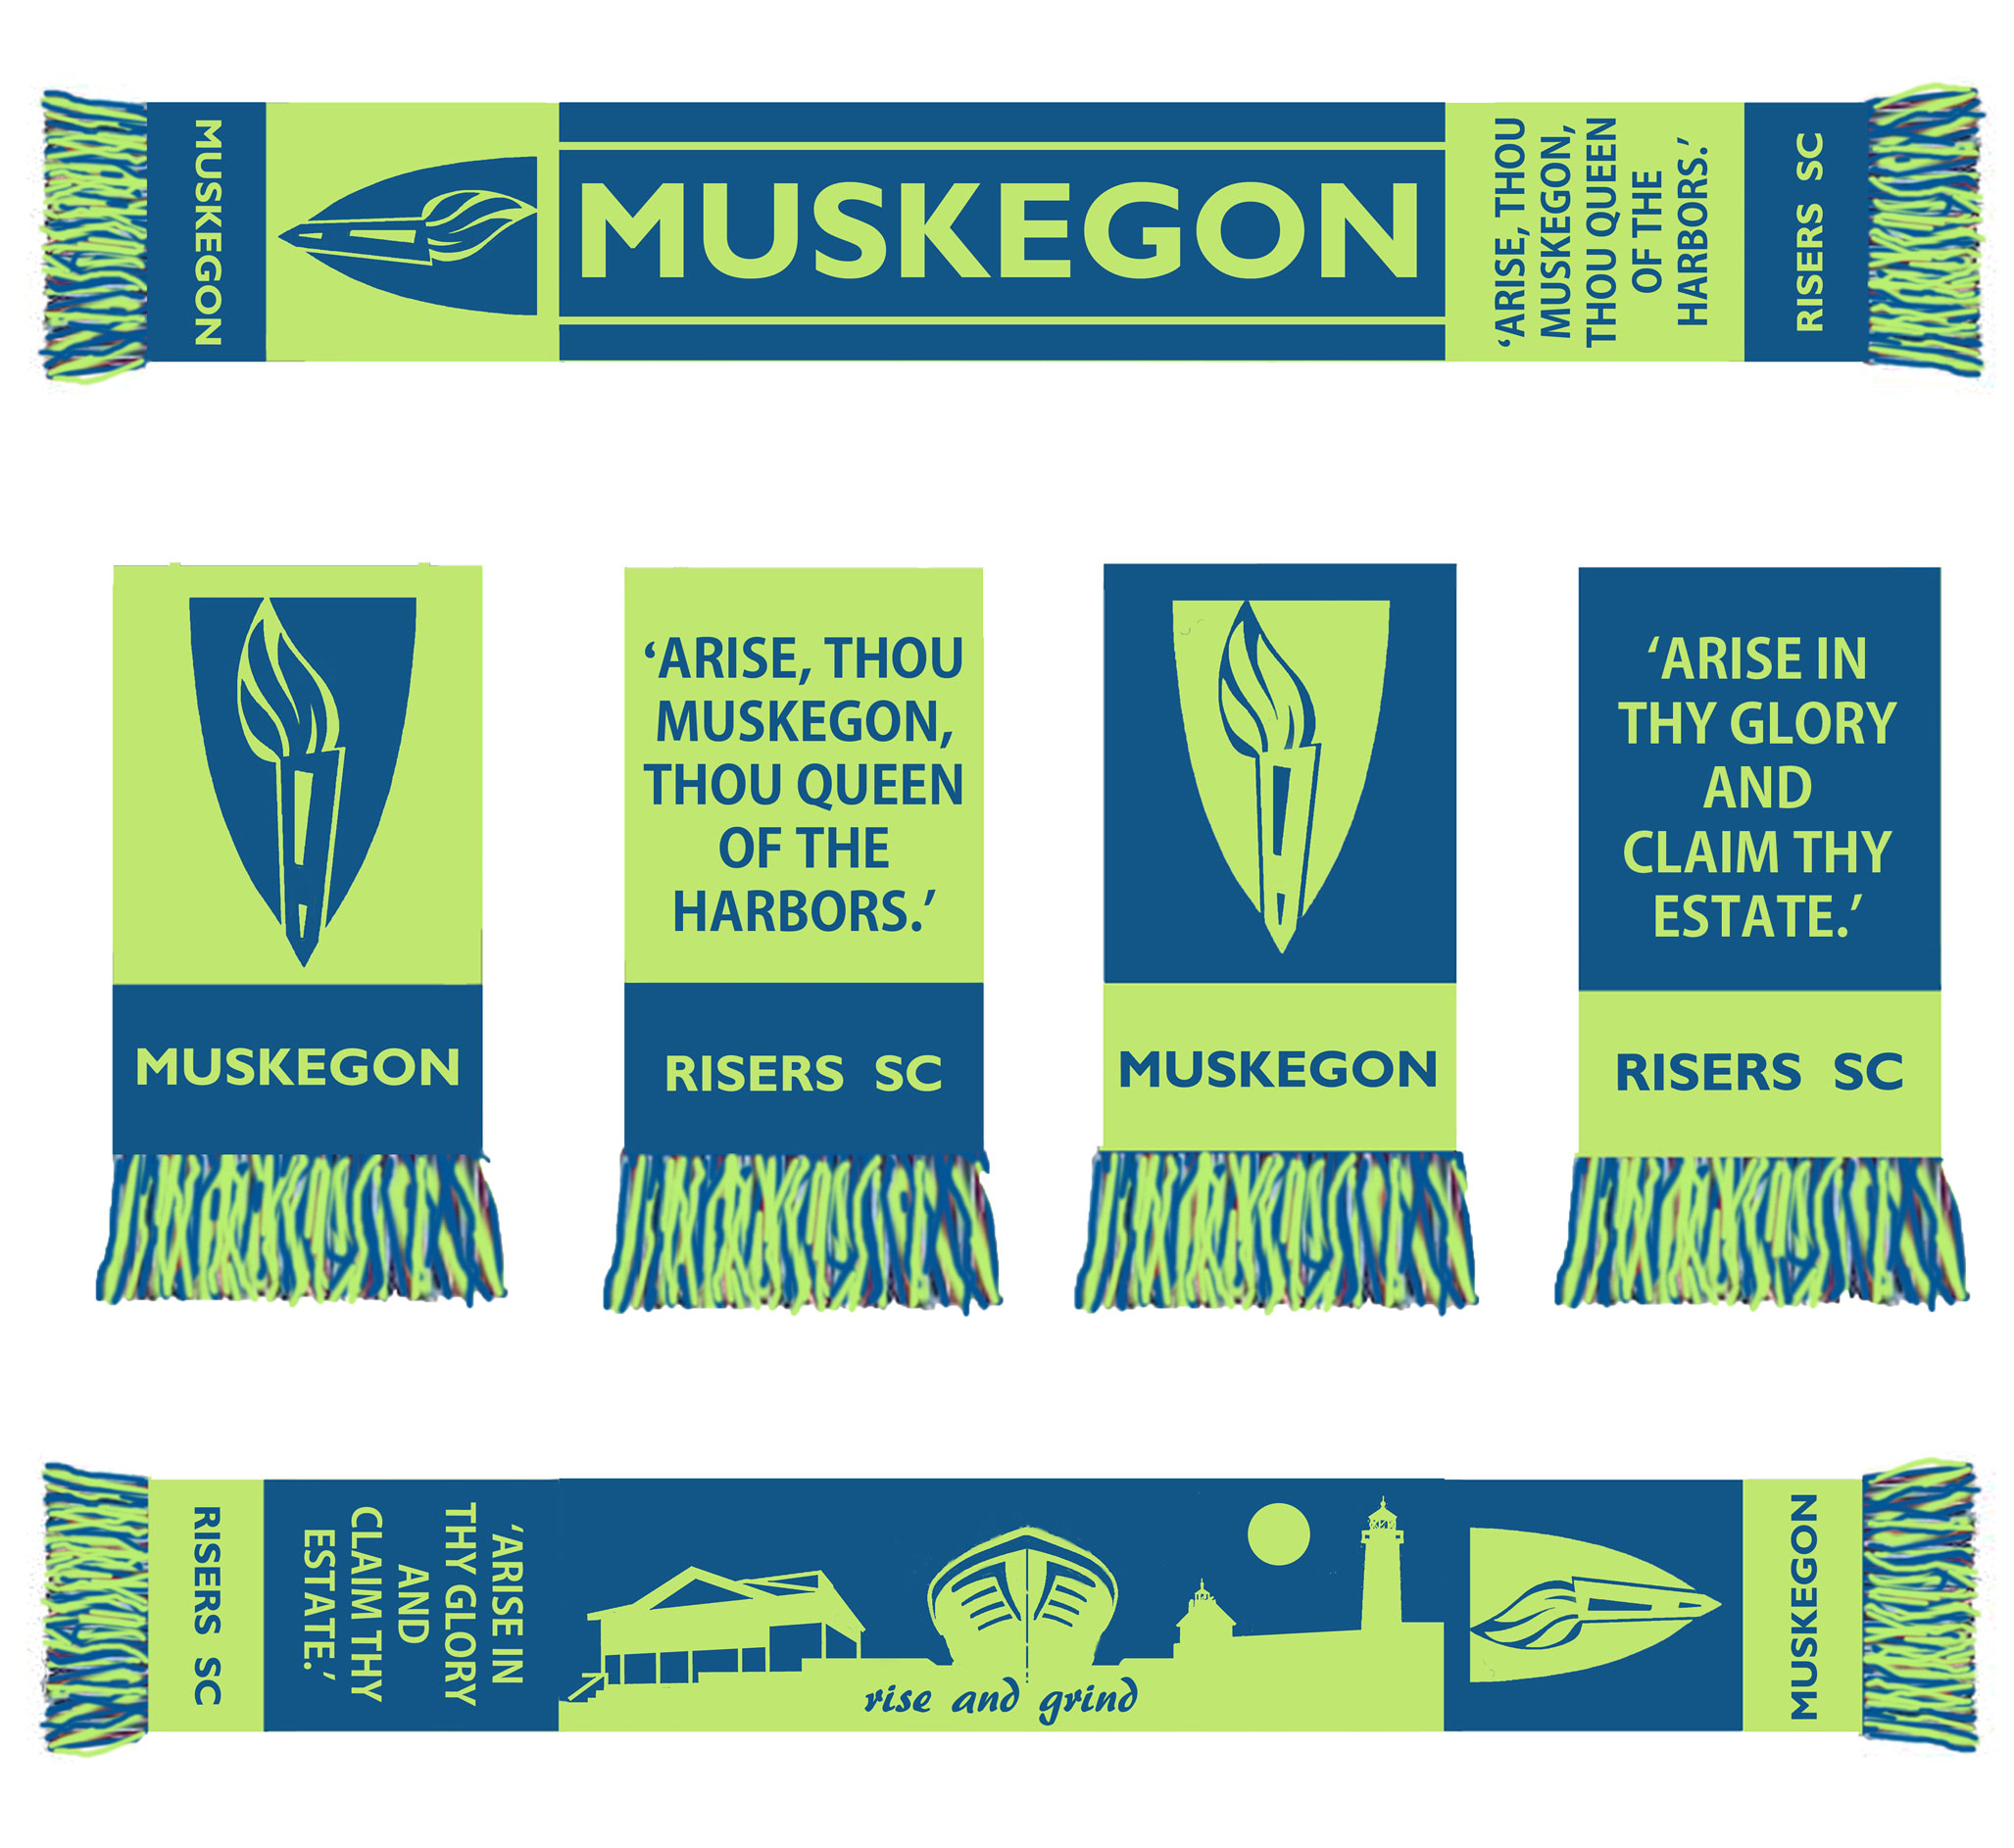 MUSKEGON
MUSKEGON
‘ARISE, THOU
MUSKEGON,
THOU QUEEN
OF THE
HARBORS.’
RISERS SC
MUSKEGON
‘ARISE, THOU
MUSKEGON,
THOU QUEEN
OF THE
HARBORS.’
RISERS SC
MUSKEGON
‘ARISE IN
THY GLORY
AND
CLAIM THY
ESTATE.’
RISERS SC
RISERS SC
‘ARISE IN
THY GLORY
AND
CLAIM THY
ESTATE.’
rise and grind
MUSKEGON